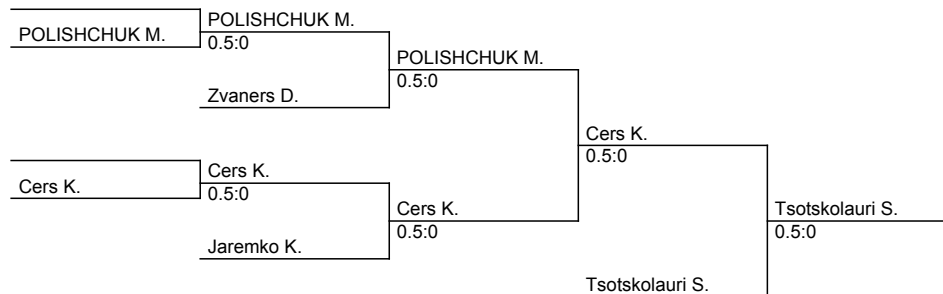 POLISHCHUK M.
POLISHCHUK M.
0.5:0
POLISHCHUK M.
0.5:0
Zvaners D.
Cers K.
0.5:0
Cers K.
Cers K.
0.5:0
Cers K.
0.5:0
Jaremko K.
Tsotskolauri S.
0.5:0
Tsotskolauri S.